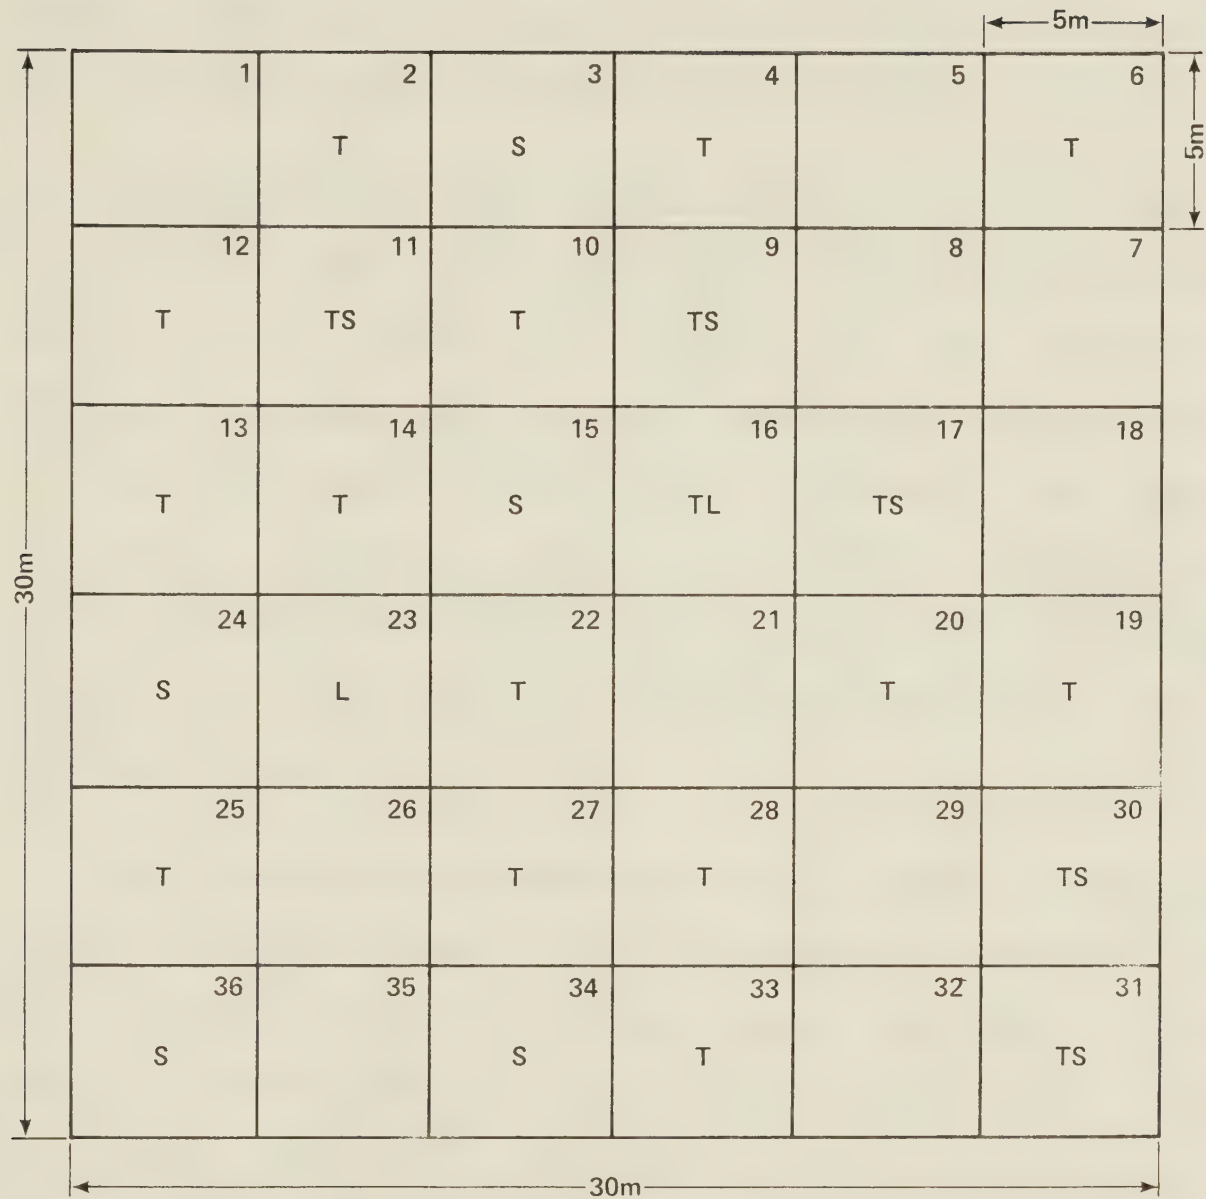 5m
1 2 3 4 5 6
T S T T
5m
12 11 10 9 8 7
T TS T TS
13 14 15 16 17 18
T T S TL TS
30m
24 23 22 21 20 19
S L T T T
25 26 27 28 29 30
T T T TS
36 35 34 33 32 31
S S T TS
30m